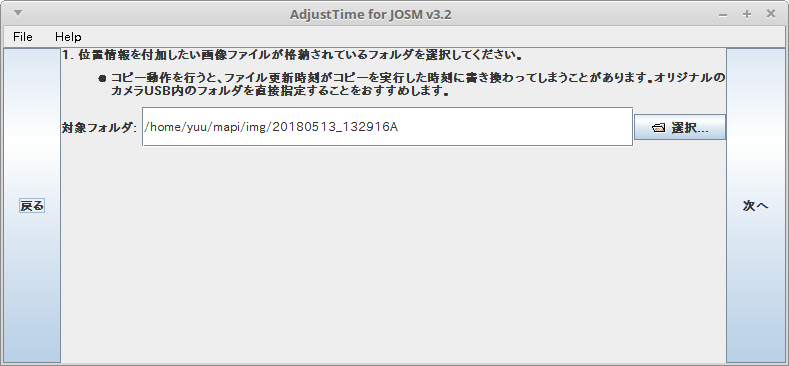 AdjustTime for JOSM v3.2
File Help
1. 位置情報を付加したい画像ファイルが格納されているフォルダを選択してください。
● コピー動作を行うと、ファイル更新時刻がコピーを実行した時刻に書き換わってしまうことがあります。オリジナルの
カメラUSB内のフォルダを直接指定することをおすすめします。
対象フォルダ: /home/yuu/mapi/img/20180513_132916A 選択...
戻る
次へ